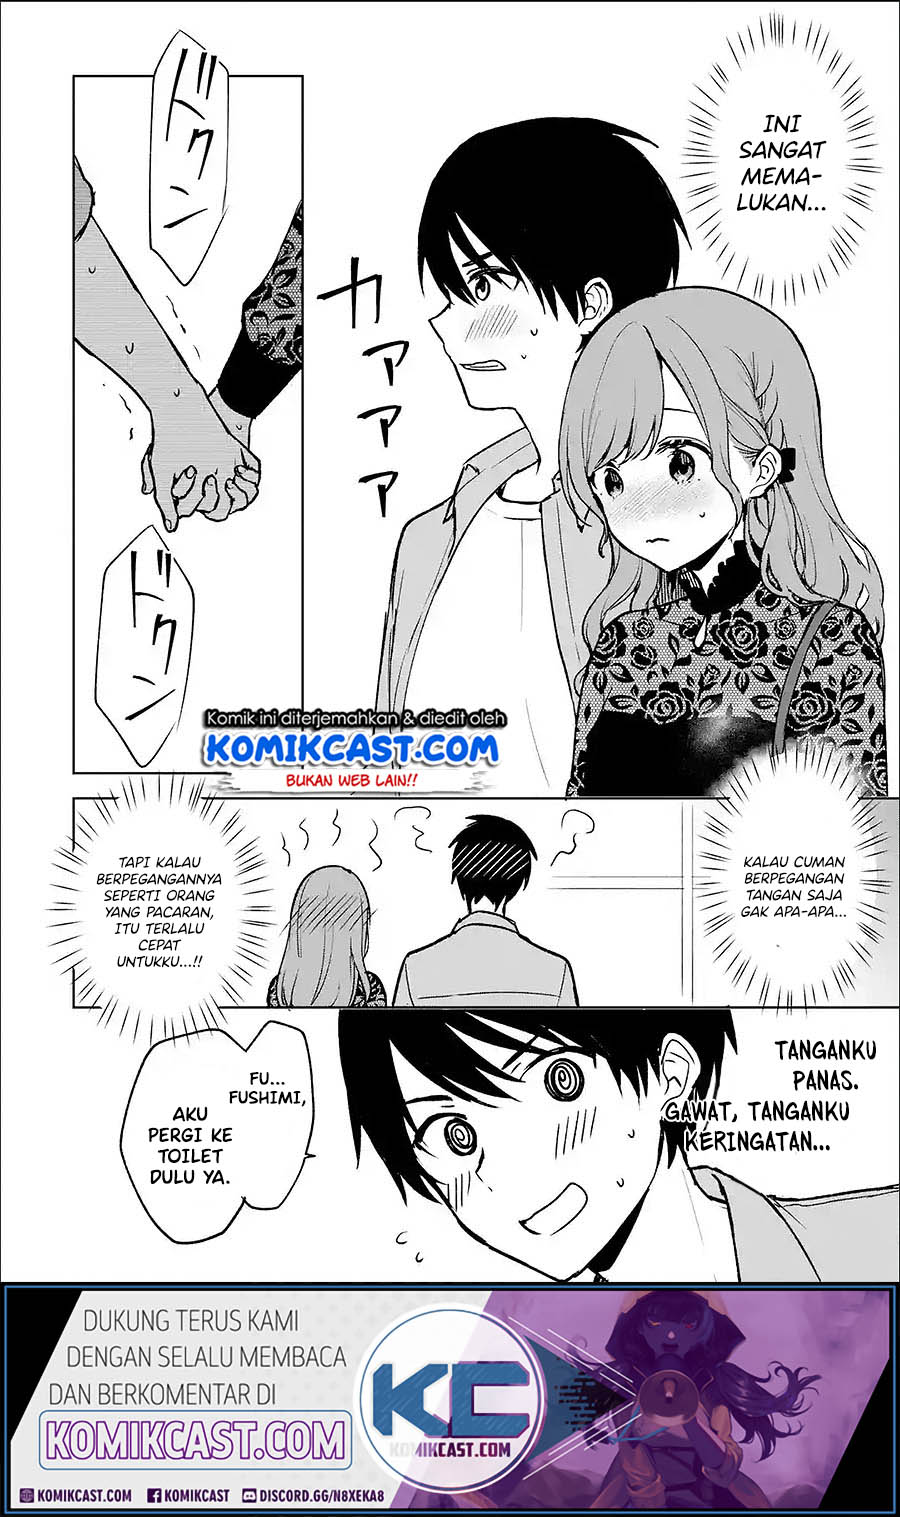 INI
SANGAT
MEMA-
LUKAN...
カアアア
ドクン
ドクン
Komik ini diterjemahkan & diedit oleh
KOMIKCAST.COM
BUKAN WEB LAIN!!
KALAU CUMAN
BERPEGANGAN
TANGAN SAJA
GAK APA-APA...
TAPI KALAU
BERPEGANGANNYA
SEPERTI ORANG
YANG PACARAN,
ITU TERLALU
CEPAT
UNTUKKU...!!
TANGANKU
PANAS.
GAWAT, TANGANKU
KERINGATAN...
FU...
FUSHIMI,
AKU
PERGI KE
TOILET
DULU YA.
DUKUNG TERUS KAMI
DENGAN SELALU MEMBACA
DAN BERKOMENTAR DI
KOMIKCAST.COM
KC
KOMIKCAST.COM
KOMIKCAST.COM
KOMIKCAST
DISCORD.GG/N8XEKA8